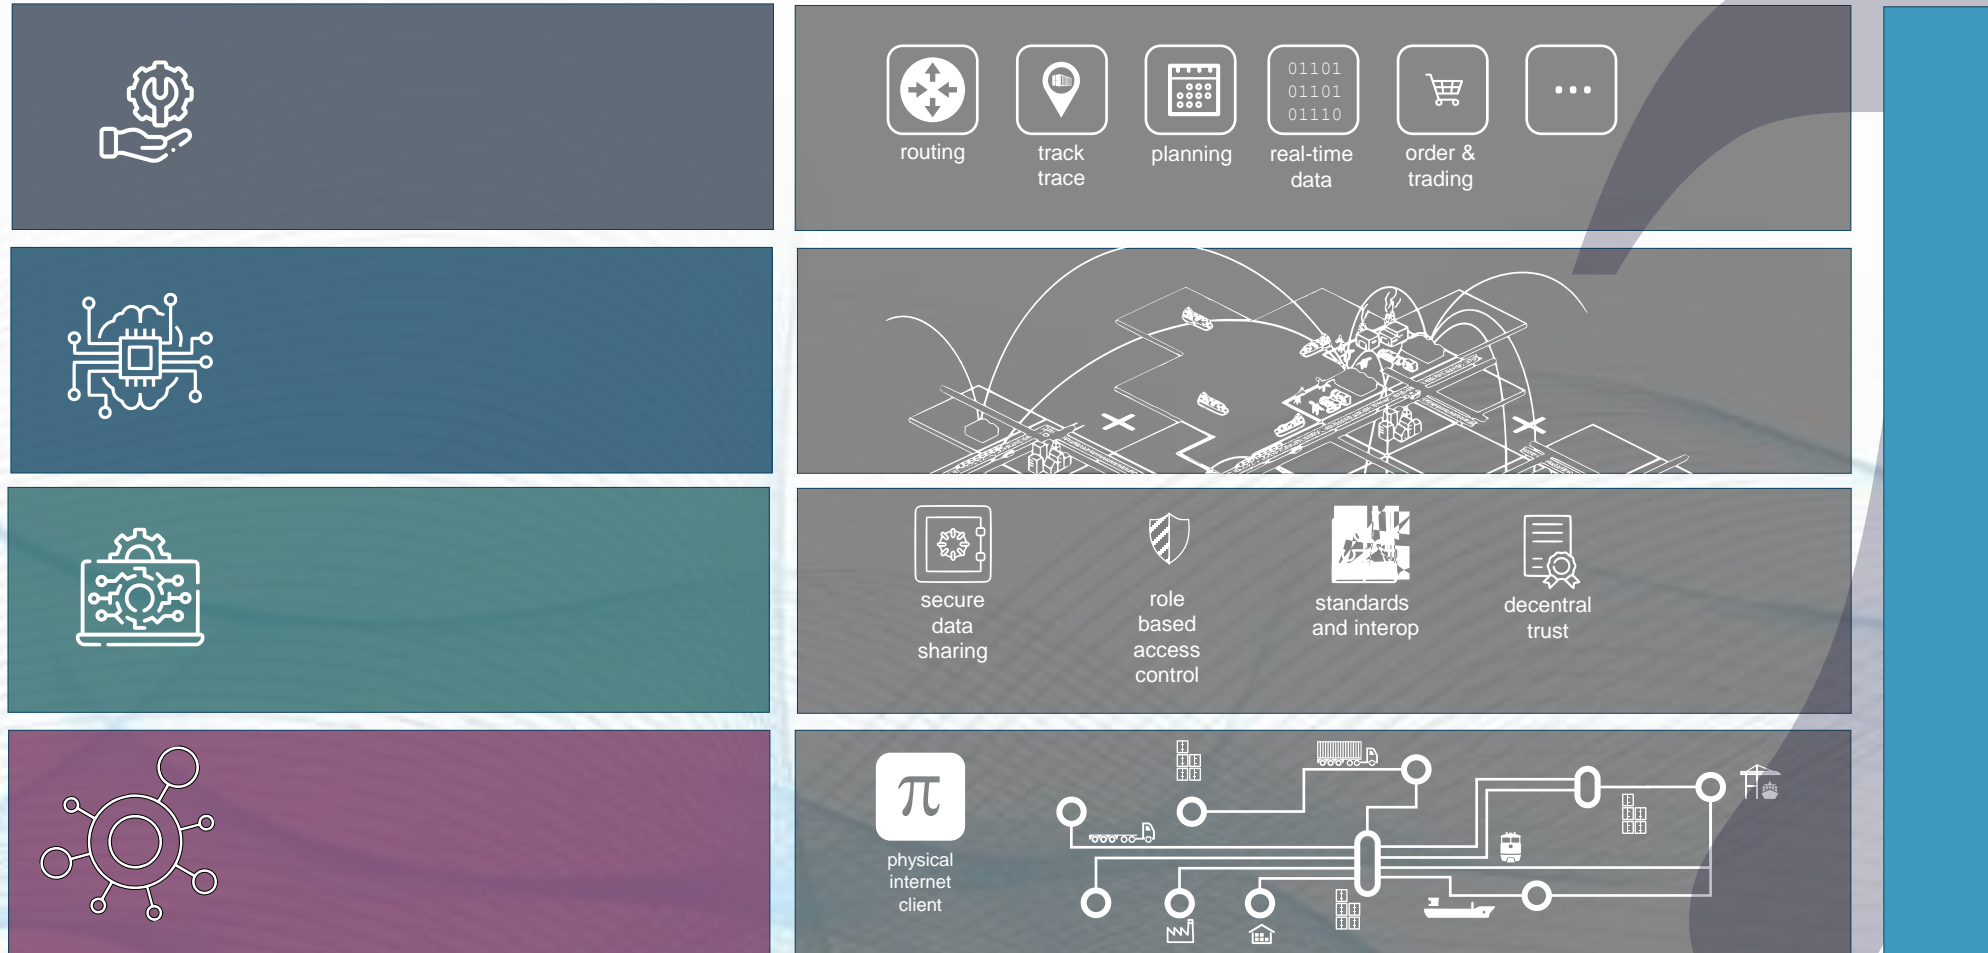 01101
01101
01110
routing
track
trace
planning
real-time
data
order &
trading
secure
data
sharing
role
based
access
control
standards
and interop
decentral
trust
π
physical
internet
client